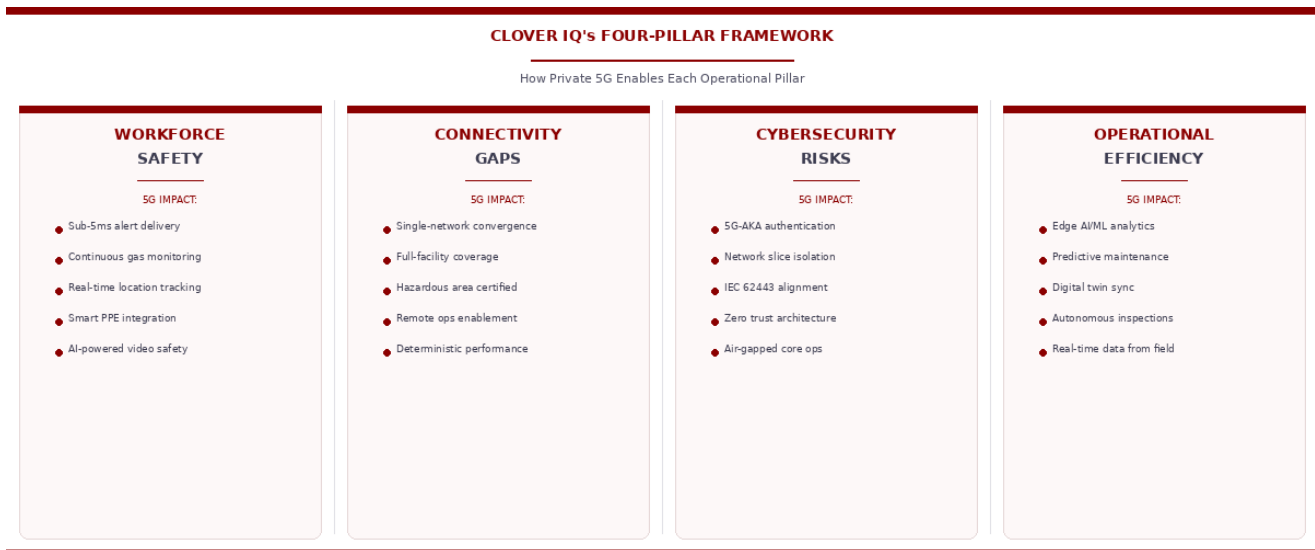 CLOVER IQ's FOUR-PILLAR FRAMEWORK
How Private 5G Enables Each Operational Pillar
WORKFORCE
SAFETY
5G IMPACT:
Sub-5ms alert delivery
Continuous gas monitoring
Real-time location tracking
Smart PPE integration
AI-powered video safety
CONNECTIVITY
GAPS
5G IMPACT:
Single-network convergence
Full-facility coverage
Hazardous area certified
Remote ops enablement
Deterministic performance
CYBERSECURITY
RISKS
5G IMPACT:
5G-AKA authentication
Network slice isolation
IEC 62443 alignment
Zero trust architecture
Air-gapped core ops
OPERATIONAL
EFFICIENCY
5G IMPACT:
Edge AI/ML analytics
Predictive maintenance
Digital twin sync
Autonomous inspections
Real-time data from field